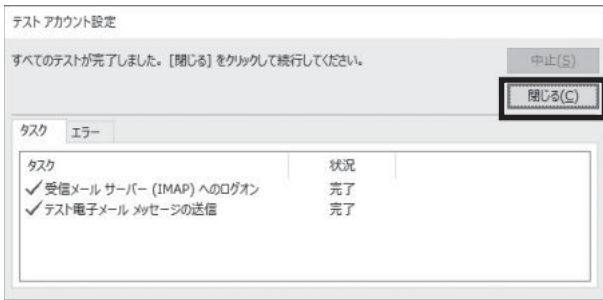 テスト アカウント設定
すべてのテストが完了しました。[閉じる] をクリックして続行してください。
中止(S)
閉じる(C)
タスク エラー
タスク 状況
受信メール サーバー (IMAP) へのログオン 完了
テスト電子メール メッセージの送信 完了